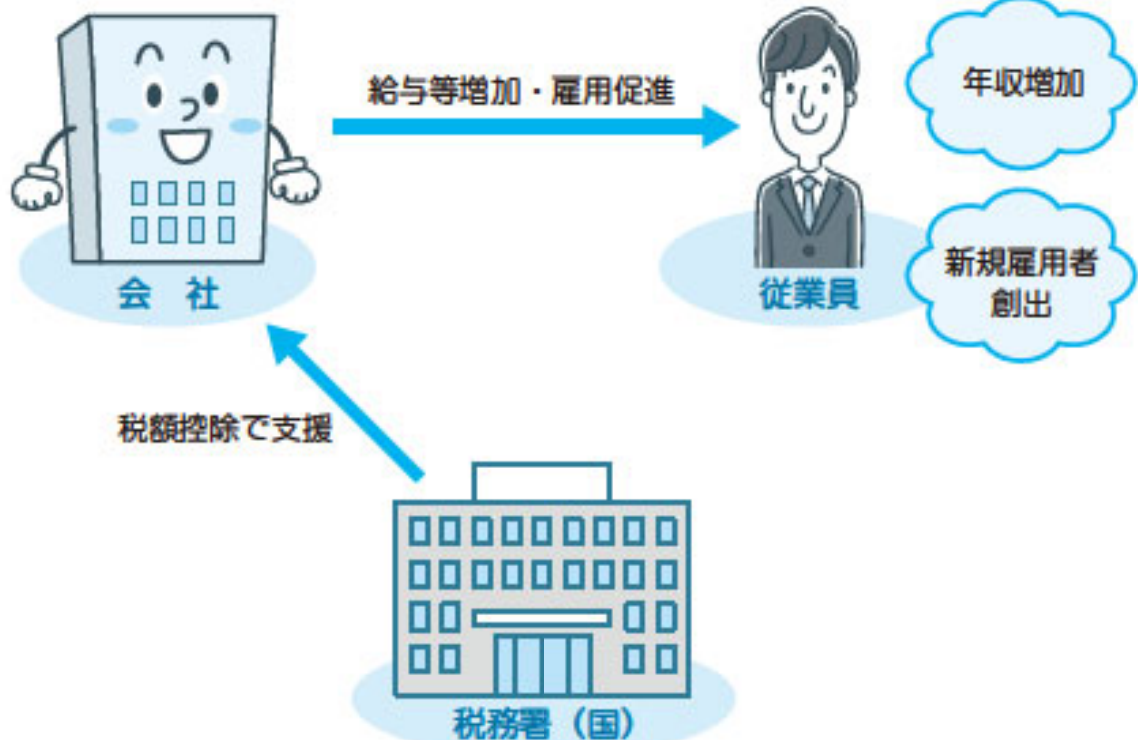 給与等増加・雇用促進
年収増加
新規雇用者
創出
会　社
従業員
税額控除で支援
税務署（国）